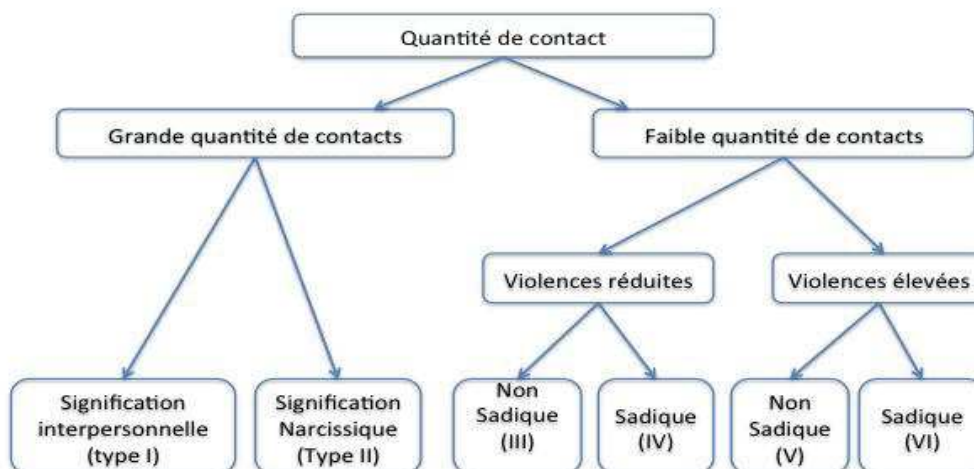 Quantité de contact
Grande quantité de contacts
Faible quantité de contacts
Violences réduites
Violences élevées
Signification
interpersonnelle
(type I)
Signification
Narcissique
(Type II)
Non
Sadique
(III)
Sadique
(IV)
Non
Sadique
(V)
Sadique
(VI)